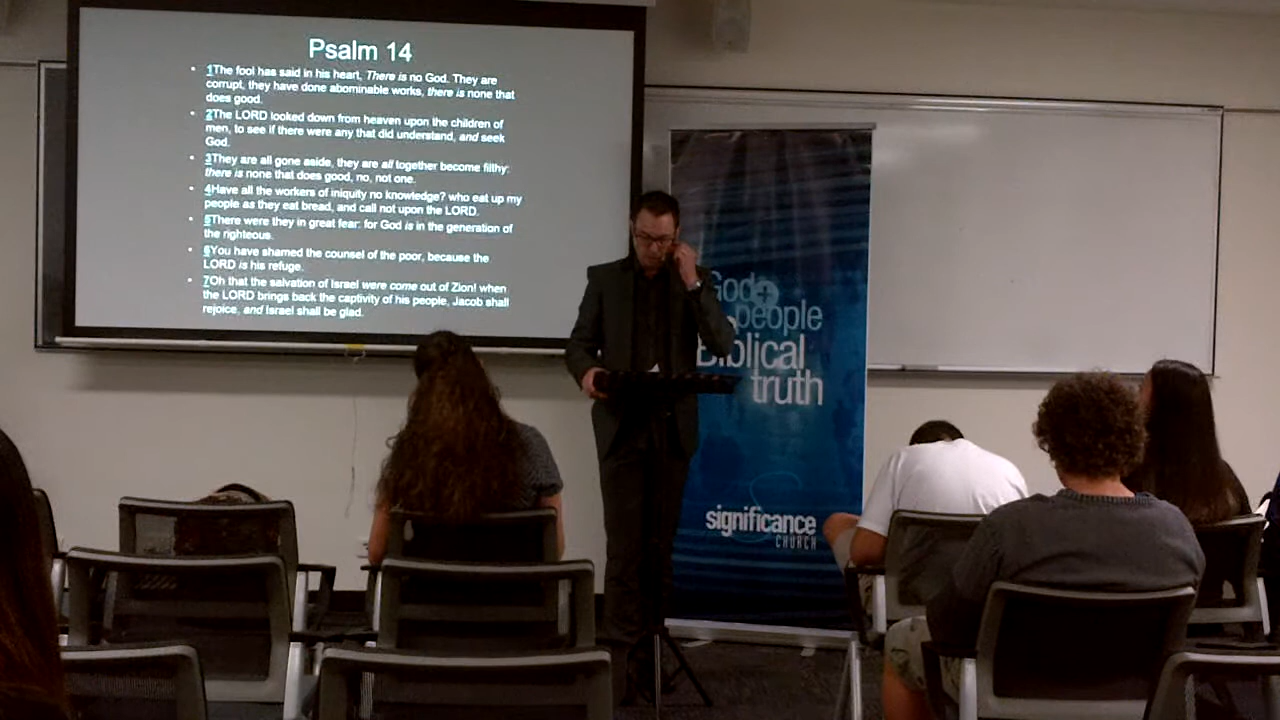 Psalm 14
• 1The fool has said in his heart, There is no God. They are
corrupt, they have done abominable works, there is none that
does good.
• 2The LORD looked down from heaven upon the children of
men, to see if there were any that did understand, and seek
God.
• 3They are all gone aside, they are all together become filthy:
there is none that does good, no, not one.
• 4Have all the workers of iniquity no knowledge? who eat up my
people as they eat bread, and call not upon the LORD.
• 5There were they in great fear: for God is in the generation of
the righteous.
• 6You have shamed the counsel of the poor, because the
LORD is his refuge.
• 7Oh that the salvation of Israel were come out of Zion! when
the LORD brings back the captivity of his people, Jacob shall
rejoice, and Israel shall be glad.
God+
people
Biblical
truth
significance
CHURCH